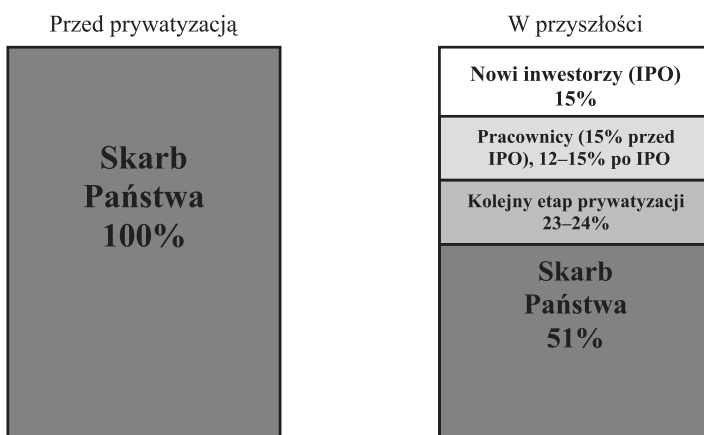 Przed prywatyzacją
Skarb
Państwa
100%
W przyszłości
Nowi inwestorzy (IPO)
15%
Pracownicy (15% przed
IPO), 12–15% po IPO
Kolejny etap prywatyzacji
23–24%
Skarb
Państwa
51%